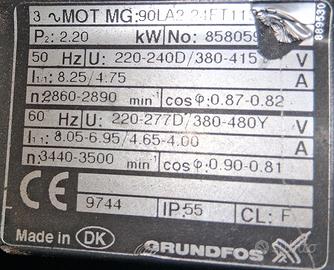 3 ~ MOT MG:90LA2-24FT115
P₂: 2.20 kW No: 858059
985430
50 Hz U: 220-240D/380-415 V
I₁/₁: 8.25/4.75 A
n:2860-2890 min⁻¹ cosφ:0.87-0.82
60 Hz U: 220-277D/380-480Y V
I₁/₁: 8.05-6.95/4.65-4.00 A
n:3440-3500 min⁻¹ cosφ:0.90-0.81
CE 9744 IP:55 CL: F
Made in DK GRUNDFOS